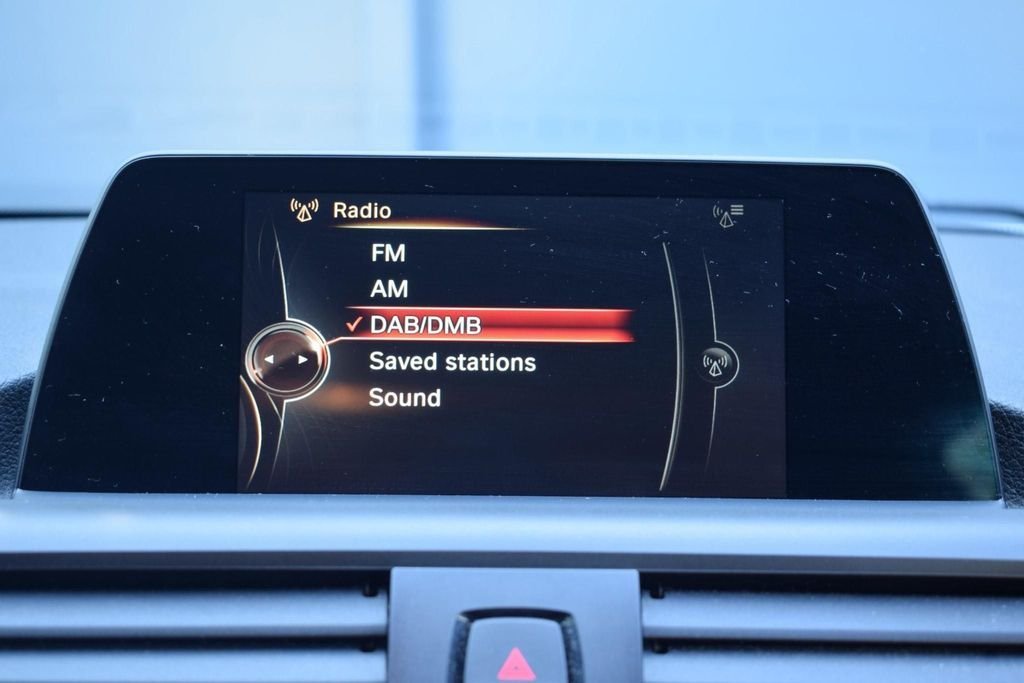 Radio
FM
AM
DAB/DMB
Saved stations
Sound